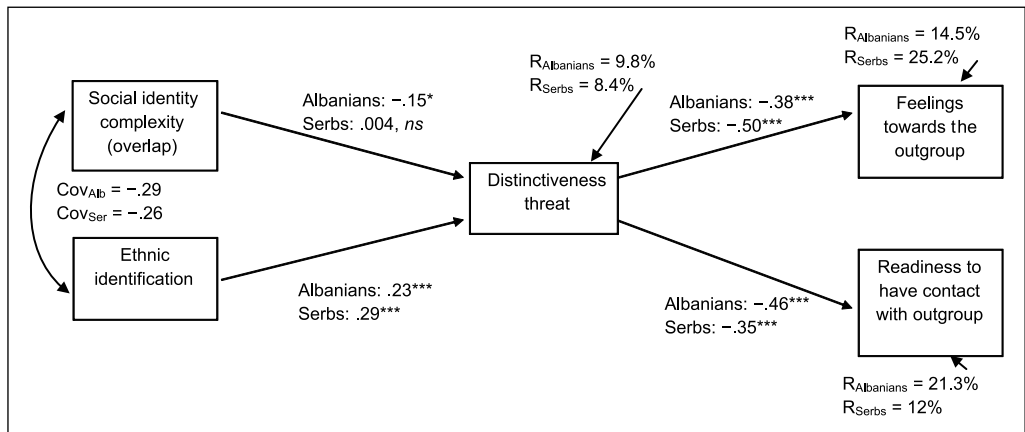 Social identity
complexity
(overlap)
Cov_Alb = −.29
Cov_Ser = −.26
Ethnic
identification
Albanians: −.15*
Serbs: .004, ns
Albanians: .23***
Serbs: .29***
R_Albanians = 9.8%
R_Serbs = 8.4%
Distinctiveness
threat
Albanians: −.38***
Serbs: −.50***
Albanians: −.46***
Serbs: −.35***
R_Albanians = 14.5%
R_Serbs = 25.2%
Feelings
towards the
outgroup
Readiness to
have contact
with outgroup
R_Albanians = 21.3%
R_Serbs = 12%